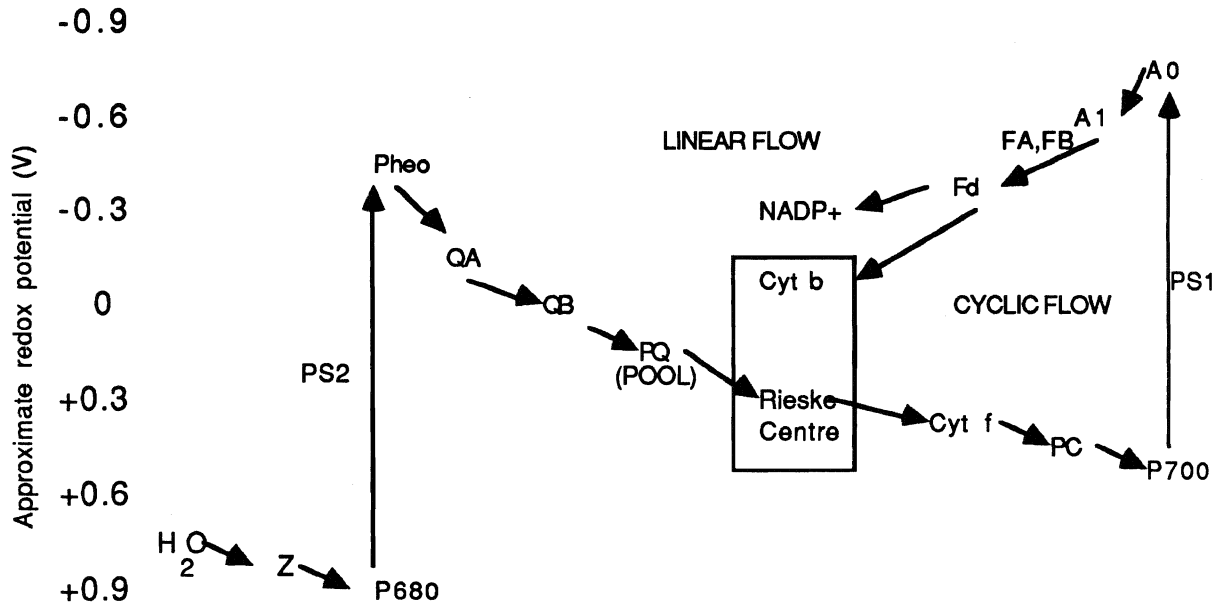 Approximate redox potential (V)
-0.9
-0.6
-0.3
0
+0.3
+0.6
+0.9
H2O
Z
P680
PS2
Pheo
QA
QB
PQ
(POOL)
LINEAR FLOW
NADP+
Cyt b
Rieske
Centre
Cyt f
PC
P700
PS1
CYCLIC FLOW
Fd
FA,FB
A1
A0